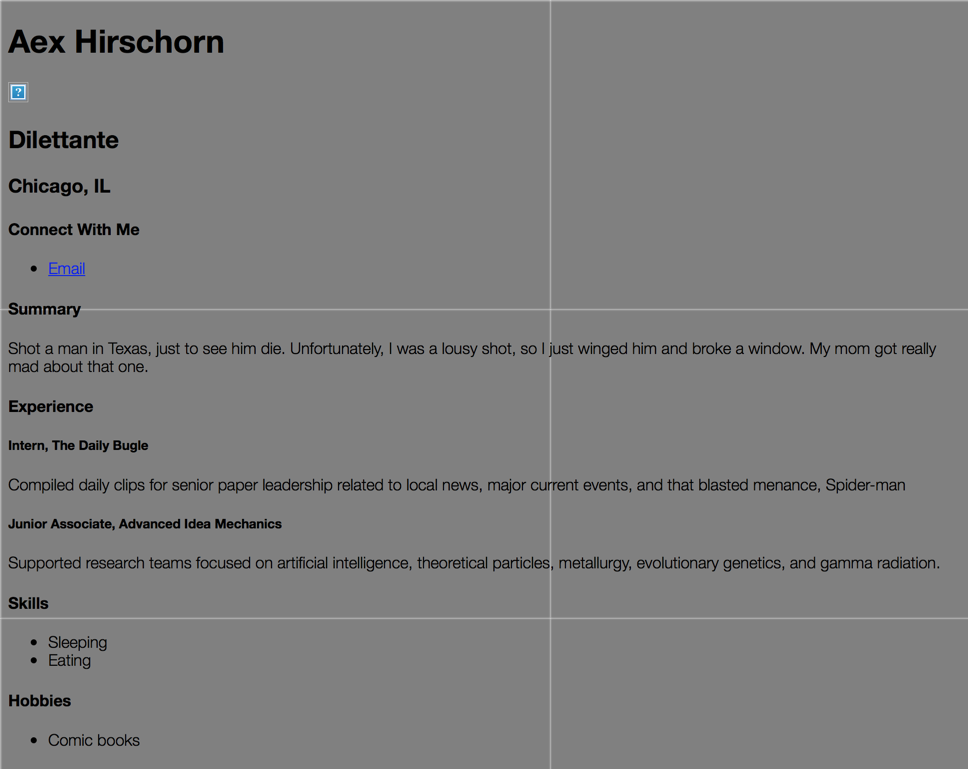 Aex Hirschorn
?
Dilettante
Chicago, IL
Connect With Me
Email
Summary
Shot a man in Texas, just to see him die. Unfortunately, I was a lousy shot, so I just winged him and broke a window. My mom got really
mad about that one.
Experience
Intern, The Daily Bugle
Compiled daily clips for senior paper leadership related to local news, major current events, and that blasted menance, Spider-man
Junior Associate, Advanced Idea Mechanics
Supported research teams focused on artificial intelligence, theoretical particles, metallurgy, evolutionary genetics, and gamma radiation.
Skills
Sleeping
Eating
Hobbies
Comic books